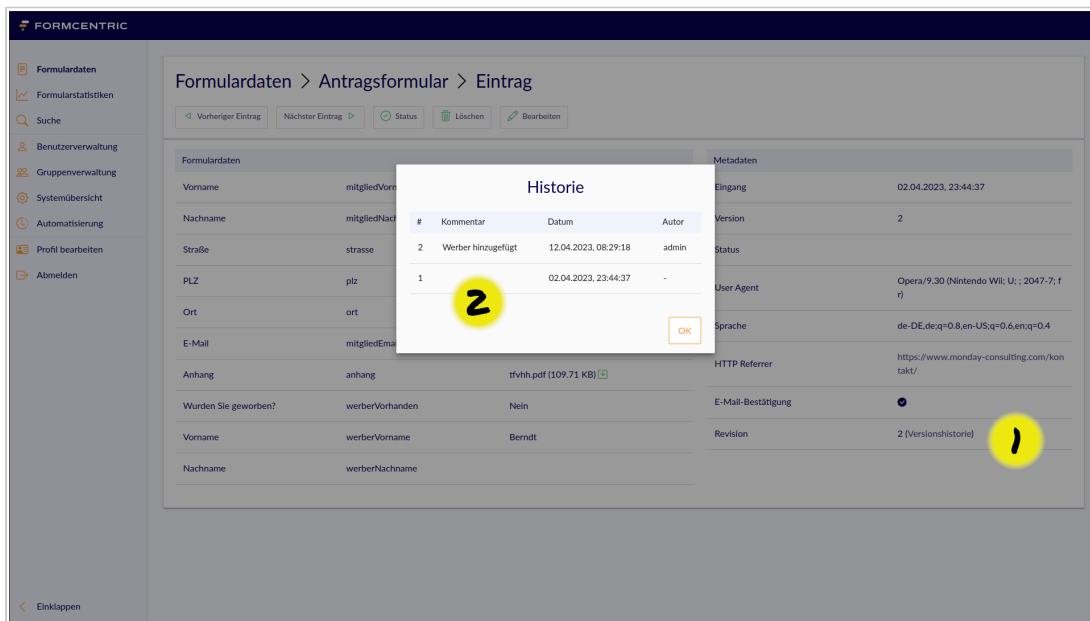 FORMCENTRIC
Formulardaten
Formularstatistiken
Suche
Benutzerverwaltung
Gruppenverwaltung
Systemübersicht
Automatisierung
Profil bearbeiten
Abmelden
Einklappen
Formulardaten > Antragsformular > Eintrag
Vorheriger Eintrag Nächster Eintrag Status Löschen Bearbeiten
Formulardaten
Vorname mitgliedVorn
Nachname mitgliedNach
Straße strasse
PLZ plz
Ort ort
E-Mail mitgliedEmai
Anhang anhang tfvhh.pdf (109.71 KB)
Wurden Sie geworben? werberVorhanden Nein
Vorname werberVorname Berndt
Nachname werberNachname
Historie
# Kommentar Datum Autor
2 Werber hinzugefügt 12.04.2023, 08:29:18 admin
1 02.04.2023, 23:44:37 -
2
OK
Metadaten
Eingang 02.04.2023, 23:44:37
Version 2
Status
User Agent Opera/9.30 (Nintendo Wii; U; ; 2047-7; f
r)
Sprache de-DE,de;q=0.8,en-US;q=0.6,en;q=0.4
HTTP Referrer https://www.monday-consulting.com/kon
takt/
E-Mail-Bestätigung
Revision 2 (Versionshistorie)
1